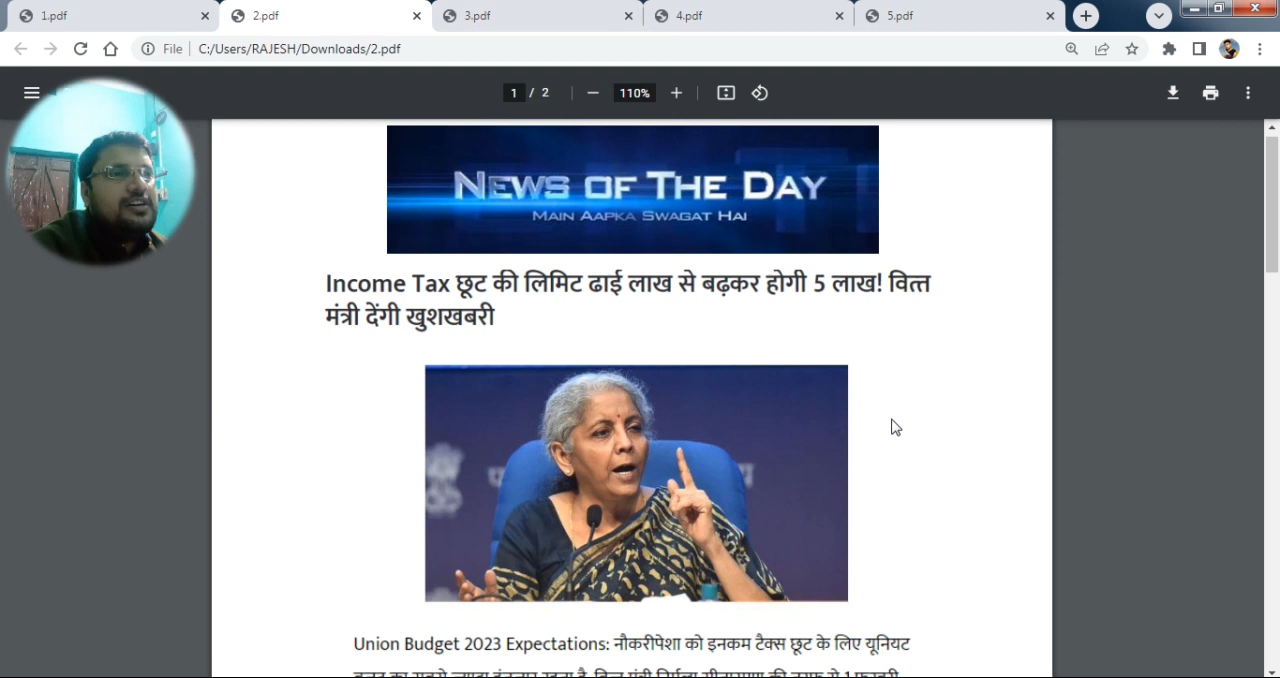 1.pdf
2.pdf
3.pdf
4.pdf
5.pdf
File
C:/Users/RAJESH/Downloads/2.pdf
1 / 2
110%
NEWS OF THE DAY
MAIN AAPKA SWAGAT HAI
Income Tax छूट की लिमिट ढाई लाख से बढ़कर होगी 5 लाख! वित्त
मंत्री देंगी खुशखबरी
Union Budget 2023 Expectations: नौकरीपेशा को इनकम टैक्स छूट के लिए यूनियट